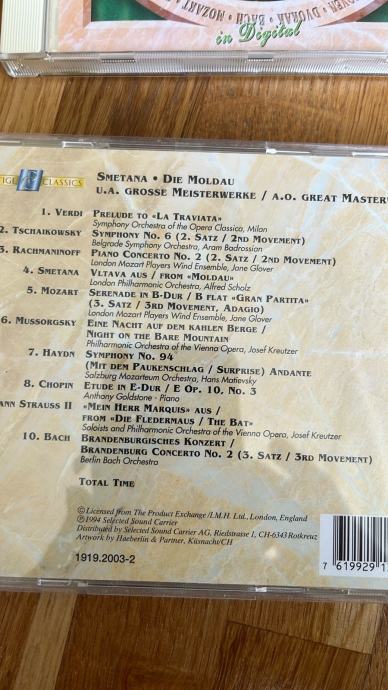 HOVEN • DVORAK • BACH • MOZART
in Digital
TIGE CLASSICS
SMETANA • DIE MOLDAU
U.A. GROSSE MEISTERWERKE / A.O. GREAT MASTERW
1. VERDI PRELUDE TO «LA TRAVIATA»
Symphony Orchestra of the Opera Classica, Milan
2. TSCHAIKOWSKY SYMPHONY NO. 6 (2. SATZ / 2ND MOVEMENT)
Belgrade Symphony Orchestra, Aram Badrossian
3. RACHMANINOFF PIANO CONCERTO NO. 2 (2. SATZ / 2ND MOVEMENT)
London Mozart Players Wind Ensemble, Jane Glover
4. SMETANA VLTAVA AUS / FROM «MOLDAU»
London Philharmonic Orchestra, Alfred Scholz
5. MOZART SERENADE IN B-DUR / B FLAT «GRAN PARTITA»
(3. SATZ / 3RD MOVEMENT, ADAGIO)
London Mozart Players Wind Ensemble, Jane Glover
6. MUSSORGSKY EINE NACHT AUF DEM KAHLEN BERGE /
NIGHT ON THE BARE MOUNTAIN
Philharmonic Orchestra of the Vienna Opera, Josef Kreutzer
7. HAYDN SYMPHONY NO. 94
(MIT DEM PAUKENSCHLAG / SURPRISE) ANDANTE
Salzburg Mozarteum Orchestra, Hans Matievsky
8. CHOPIN ETUDE IN E-DUR / E OP. 10, NO. 3
Anthony Goldstone - Piano
ANN STRAUSS II «MEIN HERR MARQUIS» AUS /
FROM «DIE FLEDERMAUS / THE BAT»
Soloists and Philharmonic Orchestra of the Vienna Opera, Josef Kreutzer
10. BACH BRANDENBURGISCHES KONZERT /
BRANDENBURG CONCERTO NO. 2 (3. SATZ / 3RD MOVEMENT)
Berlin Bach Orchestra
TOTAL TIME
© Licensed from The Product Exchange /I.M.H. Ltd., London, England
℗ 1994 Selected Sound Carrier
Distributed by Selected Sound Carrier AG, Riedstrasse 1, CH-6343 Rotkreuz
Artwork by Haeberlin & Partner, Küsnacht/CH
1919.2003-2
7 619929 1